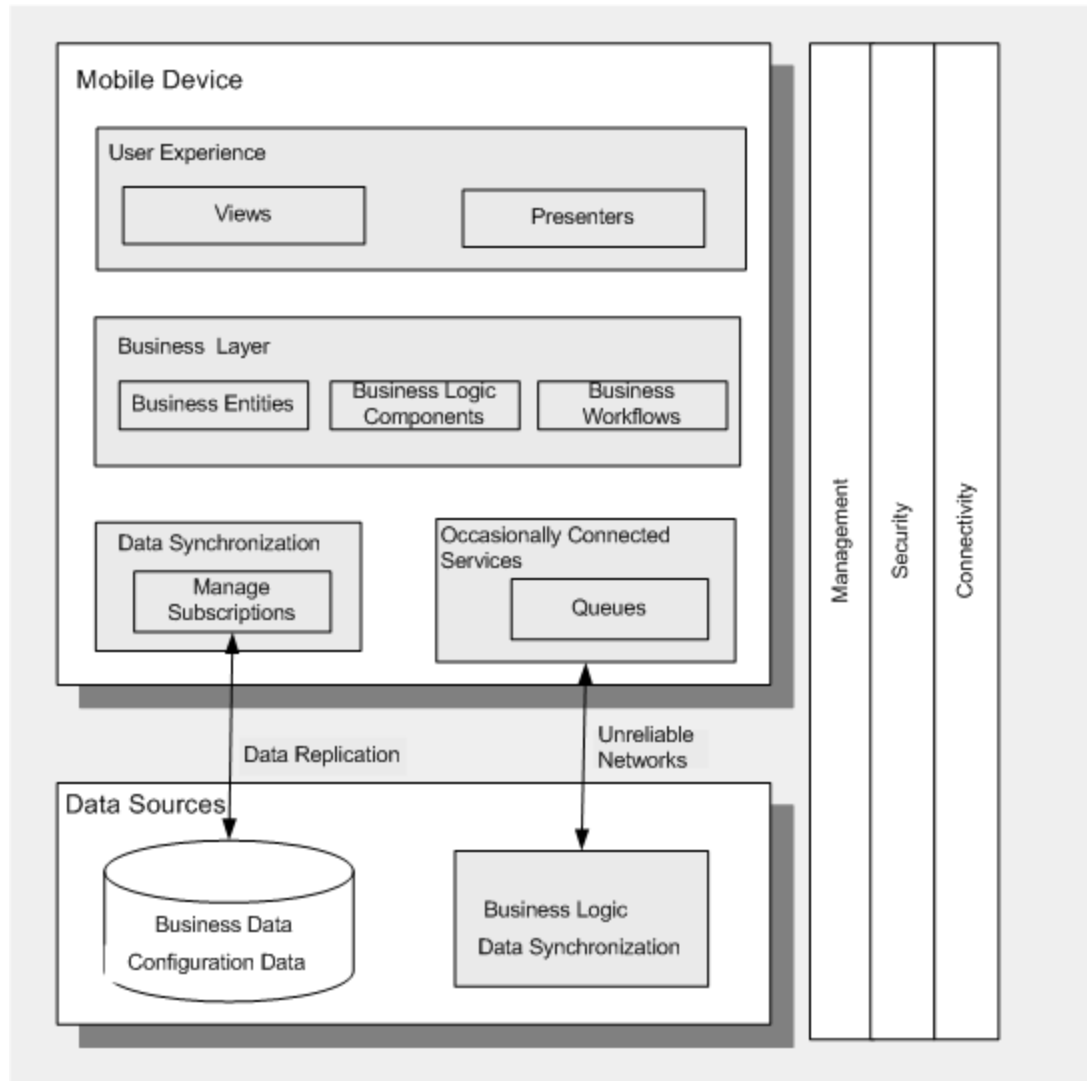 Mobile Device
User Experience
Views
Presenters
Business Layer
Business Entities
Business Logic
Components
Business
Workflows
Data Synchronization
Manage
Subscriptions
Occasionally Connected
Services
Queues
Data Replication
Unreliable
Networks
Data Sources
Business Data
Configuration Data
Business Logic
Data Synchronization
Management
Security
Connectivity